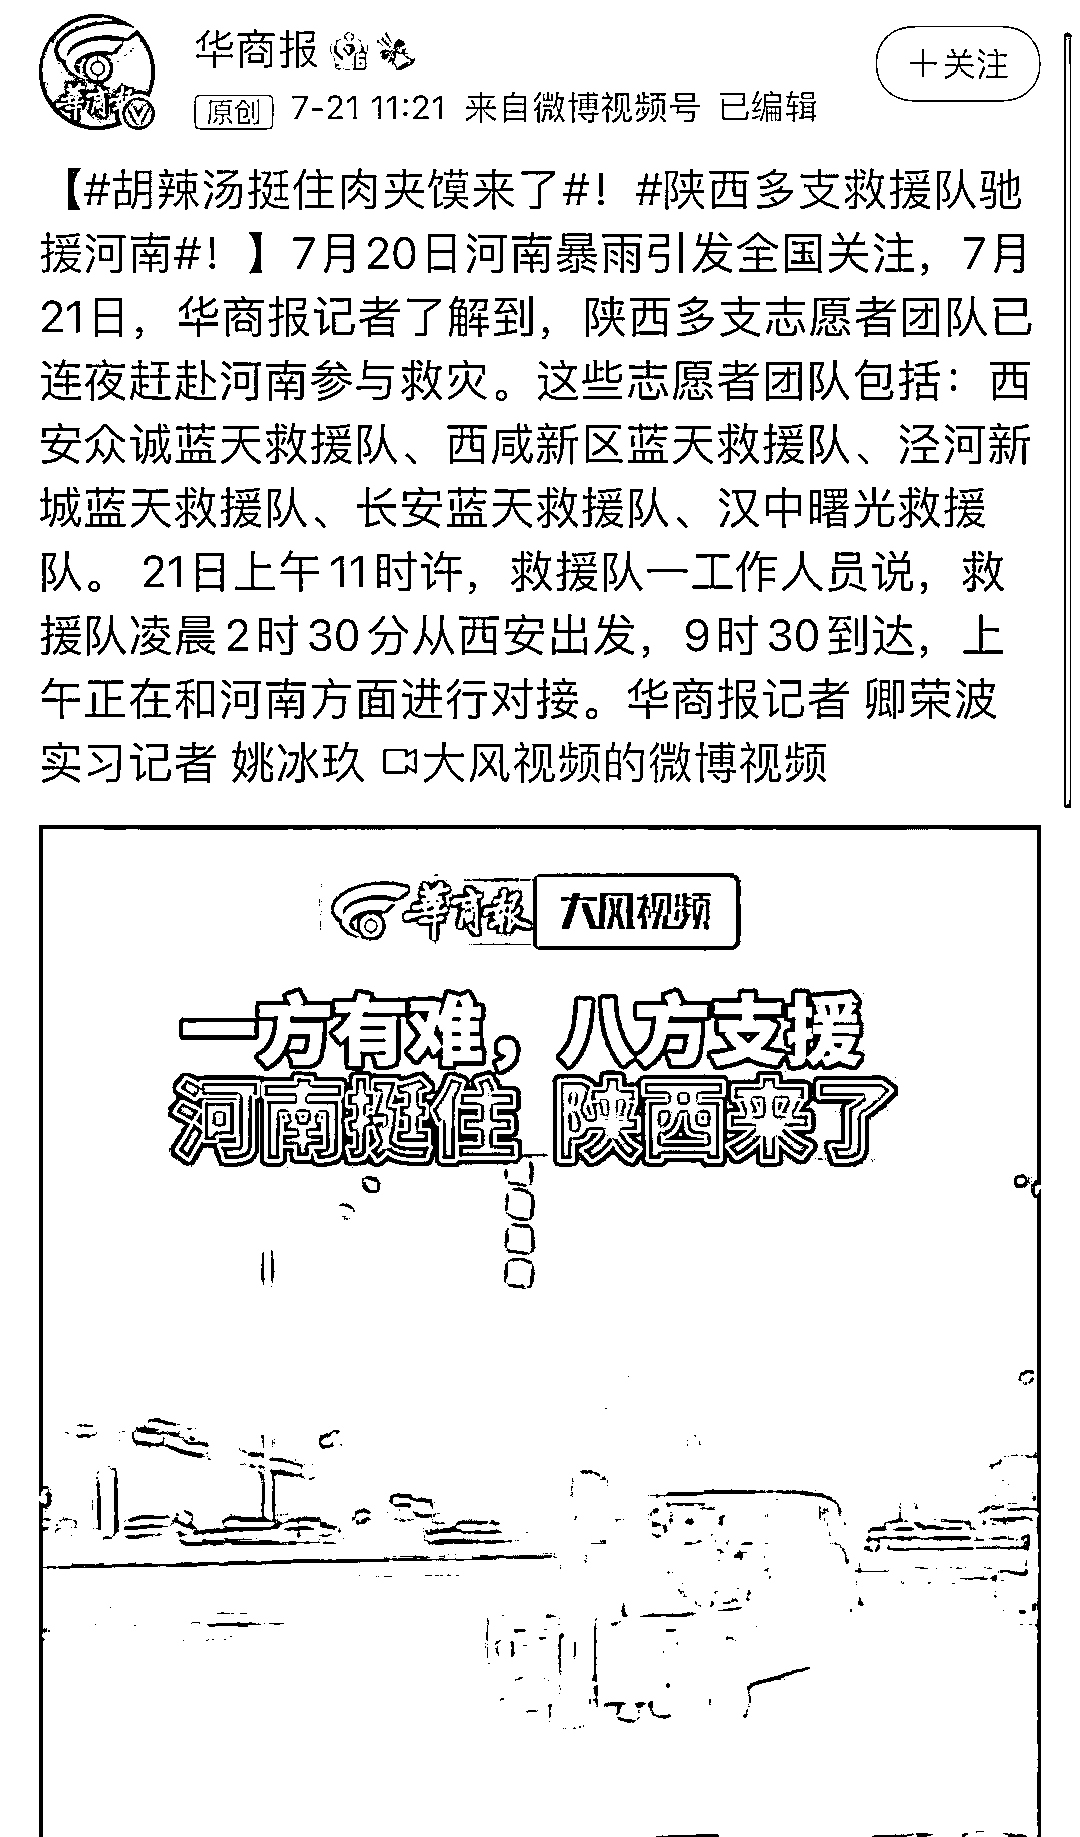 华商报
+关注
原创 7-21 11:21 来自微博视频号 已编辑
【#胡辣汤挺住肉夹馍来了#！#陕西多支救援队驰
援河南#！】7月20日河南暴雨引发全国关注，7月
21日，华商报记者了解到，陕西多支志愿者团队已
连夜赶赴河南参与救灾。这些志愿者团队包括：西
安众诚蓝天救援队、西咸新区蓝天救援队、泾河新
城蓝天救援队、长安蓝天救援队、汉中曙光救援
队。 21日上午11时许，救援队一工作人员说，救
援队凌晨2时30分从西安出发，9时30到达，上
午正在和河南方面进行对接。华商报记者 卿荣波
实习记者 姚冰玖 大风视频的微博视频
華商報 大风视频
一方有难，八方支援
河南挺住 陕西来了